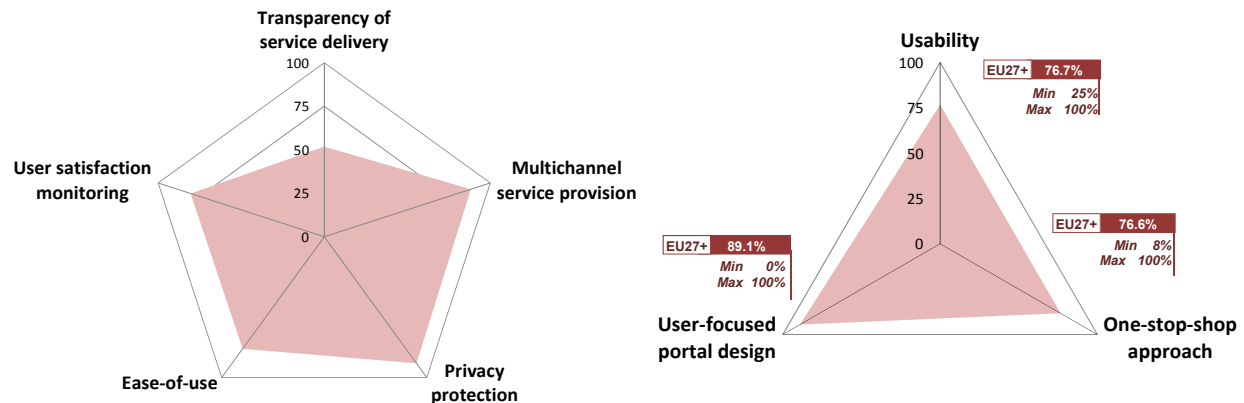 Transparency of
service delivery
100
75
50
25
0
User satisfaction
monitoring
Multichannel
service provision
Ease-of-use
Privacy
protection
Usability
100
75
50
25
0
EU27+ 76.7%
Min 25%
Max 100%
EU27+ 76.6%
Min 8%
Max 100%
EU27+ 89.1%
Min 0%
Max 100%
User-focused
portal design
One-stop-shop
approach